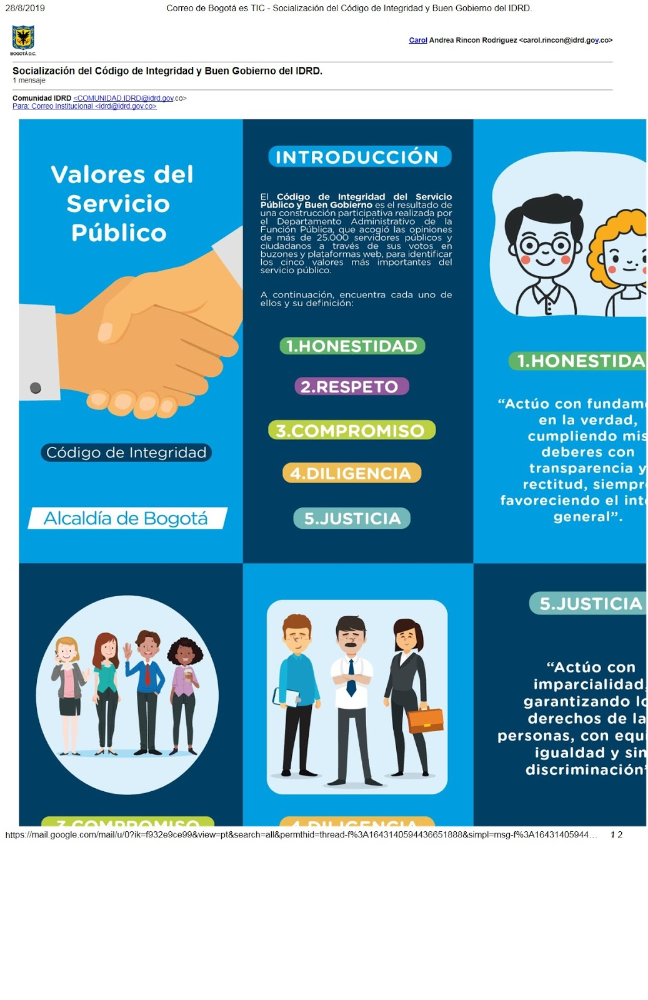 28/8/2019
Correo de Bogotá es TIC - Socialización del Código de Integridad y Buen Gobierno del IDRD.
BOGOTÁ D.C.
Carol Andrea Rincon Rodriguez <carol.rincon@idrd.gov.co>
Socialización del Código de Integridad y Buen Gobierno del IDRD.
1 mensaje
Comunidad IDRD <COMUNIDAD.IDRD@idrd.gov.co>
Para: Correo Institucional <idrd@idrd.gov.co>
Valores del
Servicio
Público
Código de Integridad
Alcaldía de Bogotá
INTRODUCCIÓN
El Código de Integridad del Servicio
Público y Buen Gobierno es el resultado de
una construcción participativa realizada por
el Departamento Administrativo de la
Función Pública, que acogió las opiniones
de más de 25.000 servidores públicos y
ciudadanos a través de sus votos en
buzones y plataformas web, para identificar
los cinco valores más importantes del
servicio público.
A continuación, encuentra cada uno de
ellos y su definición:
1.HONESTIDAD
2.RESPETO
3.COMPROMISO
4.DILIGENCIA
5.JUSTICIA
1.HONESTIDA
“Actúo con fundame
en la verdad,
cumpliendo mis
deberes con
transparencia y
rectitud, siempre
favoreciendo el inte
general”.
3.COMPROMISO
4.DILIGENCIA
5.JUSTICIA
“Actúo con
imparcialidad,
garantizando lo
derechos de la
personas, con equi
igualdad y sin
discriminación”
https://mail.google.com/mail/u/0?ik=f932e9ce99&view=pt&search=all&permthid=thread-f%3A1643140594436651888&simpl=msg-f%3A16431405944… 1 2